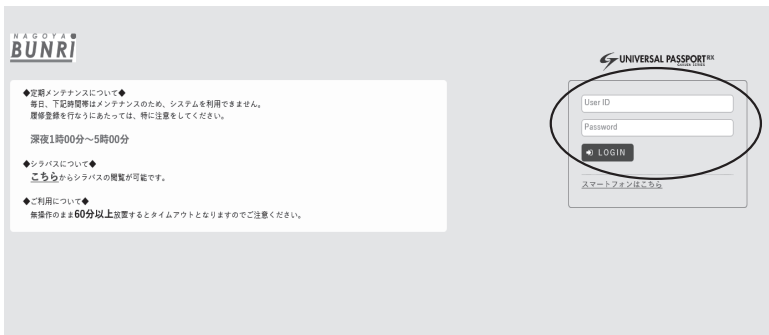 NAGOYA
BUNRI
◆定期メンテナンスについて◆
毎日、下記時間帯はメンテナンスのため、システムを利用できません。
履修登録を行なうにあたっては、特に注意をしてください。
深夜1時00分～5時00分
◆シラバスについて◆
こちらからシラバスの閲覧が可能です。
◆ご利用について◆
無操作のまま60分以上放置するとタイムアウトとなりますのでご注意ください。
UNIVERSAL PASSPORT RX
CAREER SERIES
User ID
Password
LOGIN
スマートフォンはこちら